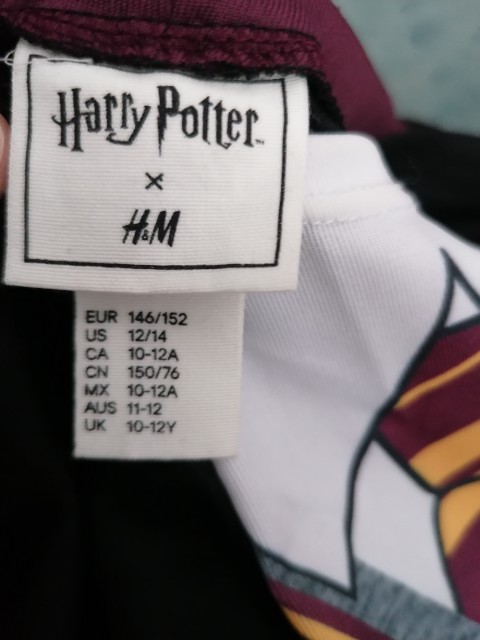 Harry Potter
×
H&M
EUR 146/152
US 12/14
CA 10-12A
CN 150/76
MX 10-12A
AUS 11-12
UK 10-12Y